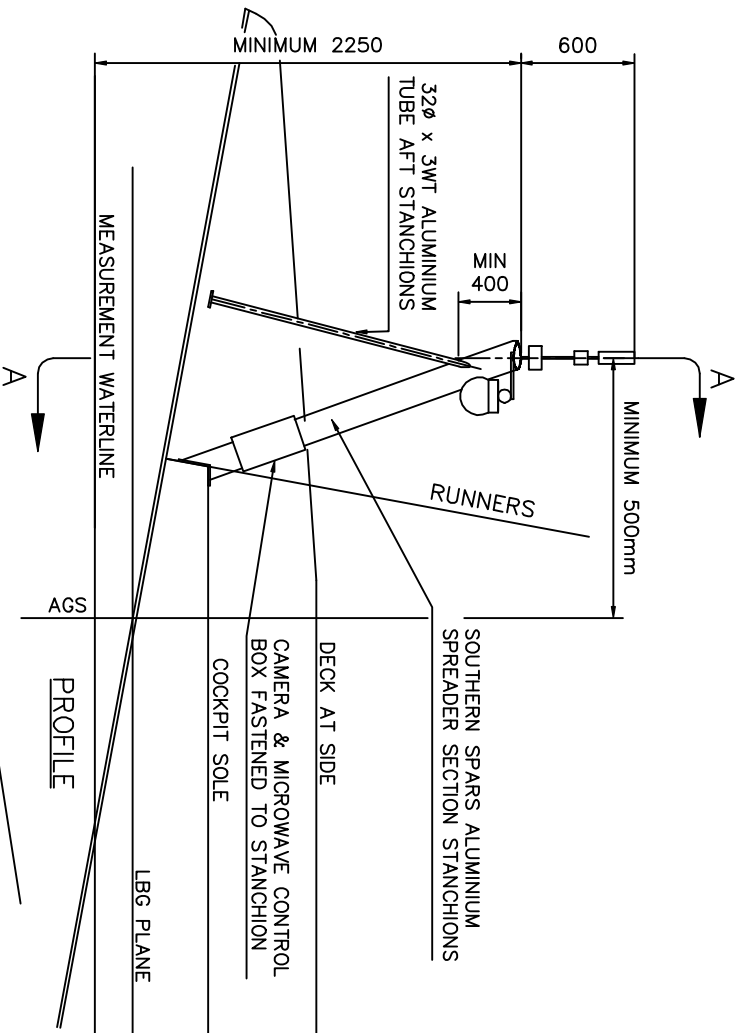 MINIMUM 2250
600
32ø x 3WT ALUMINIUM
TUBE AFT STANCHIONS
MIN
400
A
A
MINIMUM 500mm
MEASUREMENT WATERLINE
RUNNERS
AGS
SOUTHERN SPARS ALUMINIUM
SPREADER SECTION STANCHIONS
DECK AT SIDE
CAMERA & MICROWAVE CONTROL
BOX FASTENED TO STANCHION
COCKPIT SOLE
PROFILE
LBG PLANE